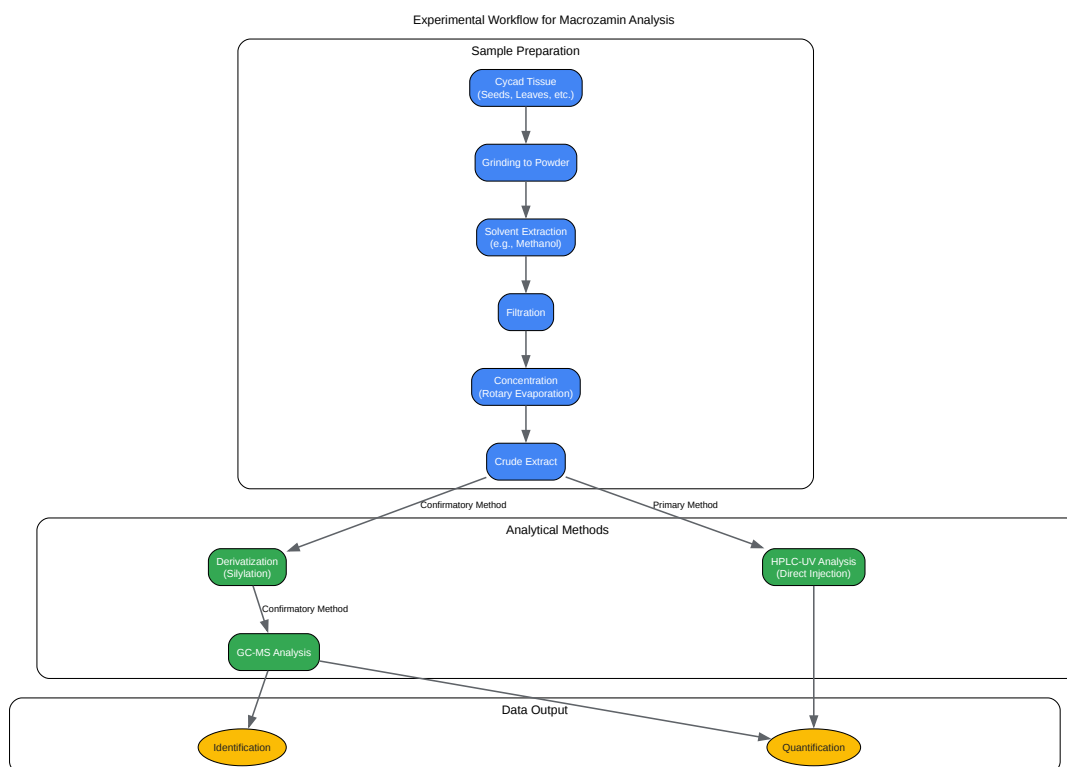 Experimental Workflow for Macrozamin Analysis
Sample Preparation
Cycad Tissue
(Seeds, Leaves, etc.)
Grinding to Powder
Solvent Extraction
(e.g., Methanol)
Filtration
Concentration
(Rotary Evaporation)
Crude Extract
Confirmatory Method
Primary Method
Analytical Methods
Derivatization
(Silylation)
HPLC-UV Analysis
(Direct Injection)
Confirmatory Method
GC-MS Analysis
Data Output
Identification
Quantification